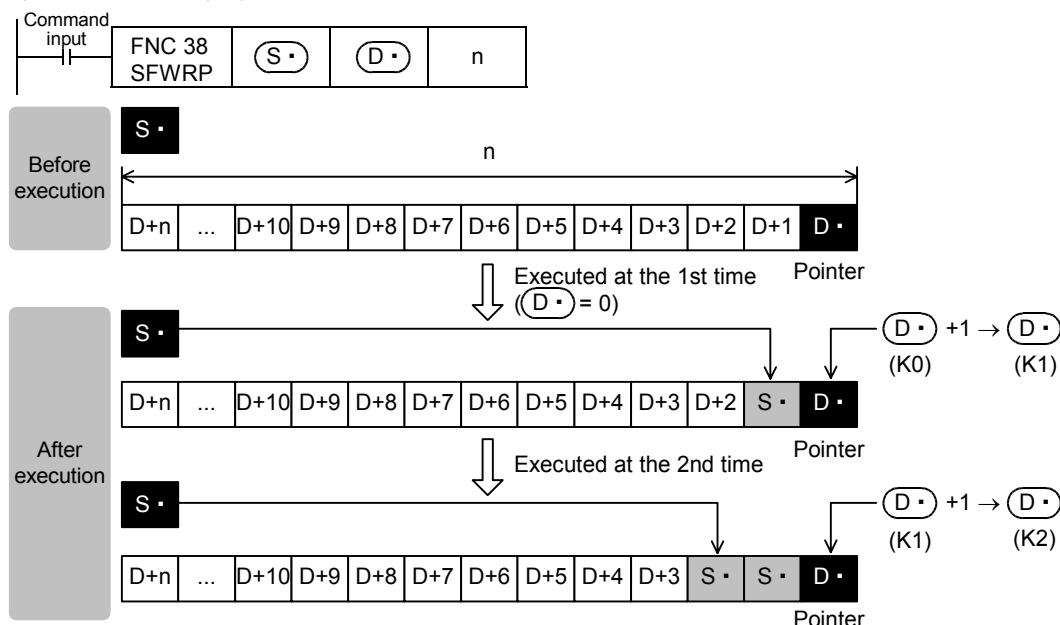 Command
input
FNC 38
SFWRP
S・
D・
n
Before
execution
S・
n
D+n ... D+10 D+9 D+8 D+7 D+6 D+5 D+4 D+3 D+2 D+1 D・
Pointer
Executed at the 1st time
(D・ = 0)
After
execution
S・
D・ +1 → D・
(K0) (K1)
D+n ... D+10 D+9 D+8 D+7 D+6 D+5 D+4 D+3 D+2 S・ D・
Pointer
Executed at the 2nd time
S・
D・ +1 → D・
(K1) (K2)
D+n ... D+10 D+9 D+8 D+7 D+6 D+5 D+4 D+3 S・ S・ D・
Pointer